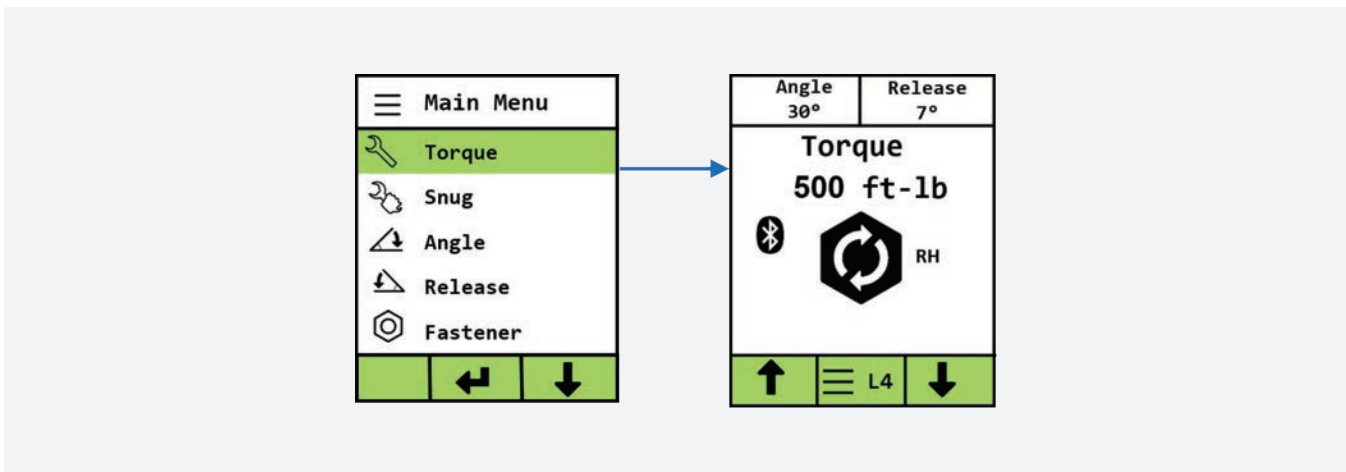 Main Menu
Torque
Snug
Angle
Release
Fastener
Angle
30°
Release
7°
Torque
500 ft-lb
RH
L4